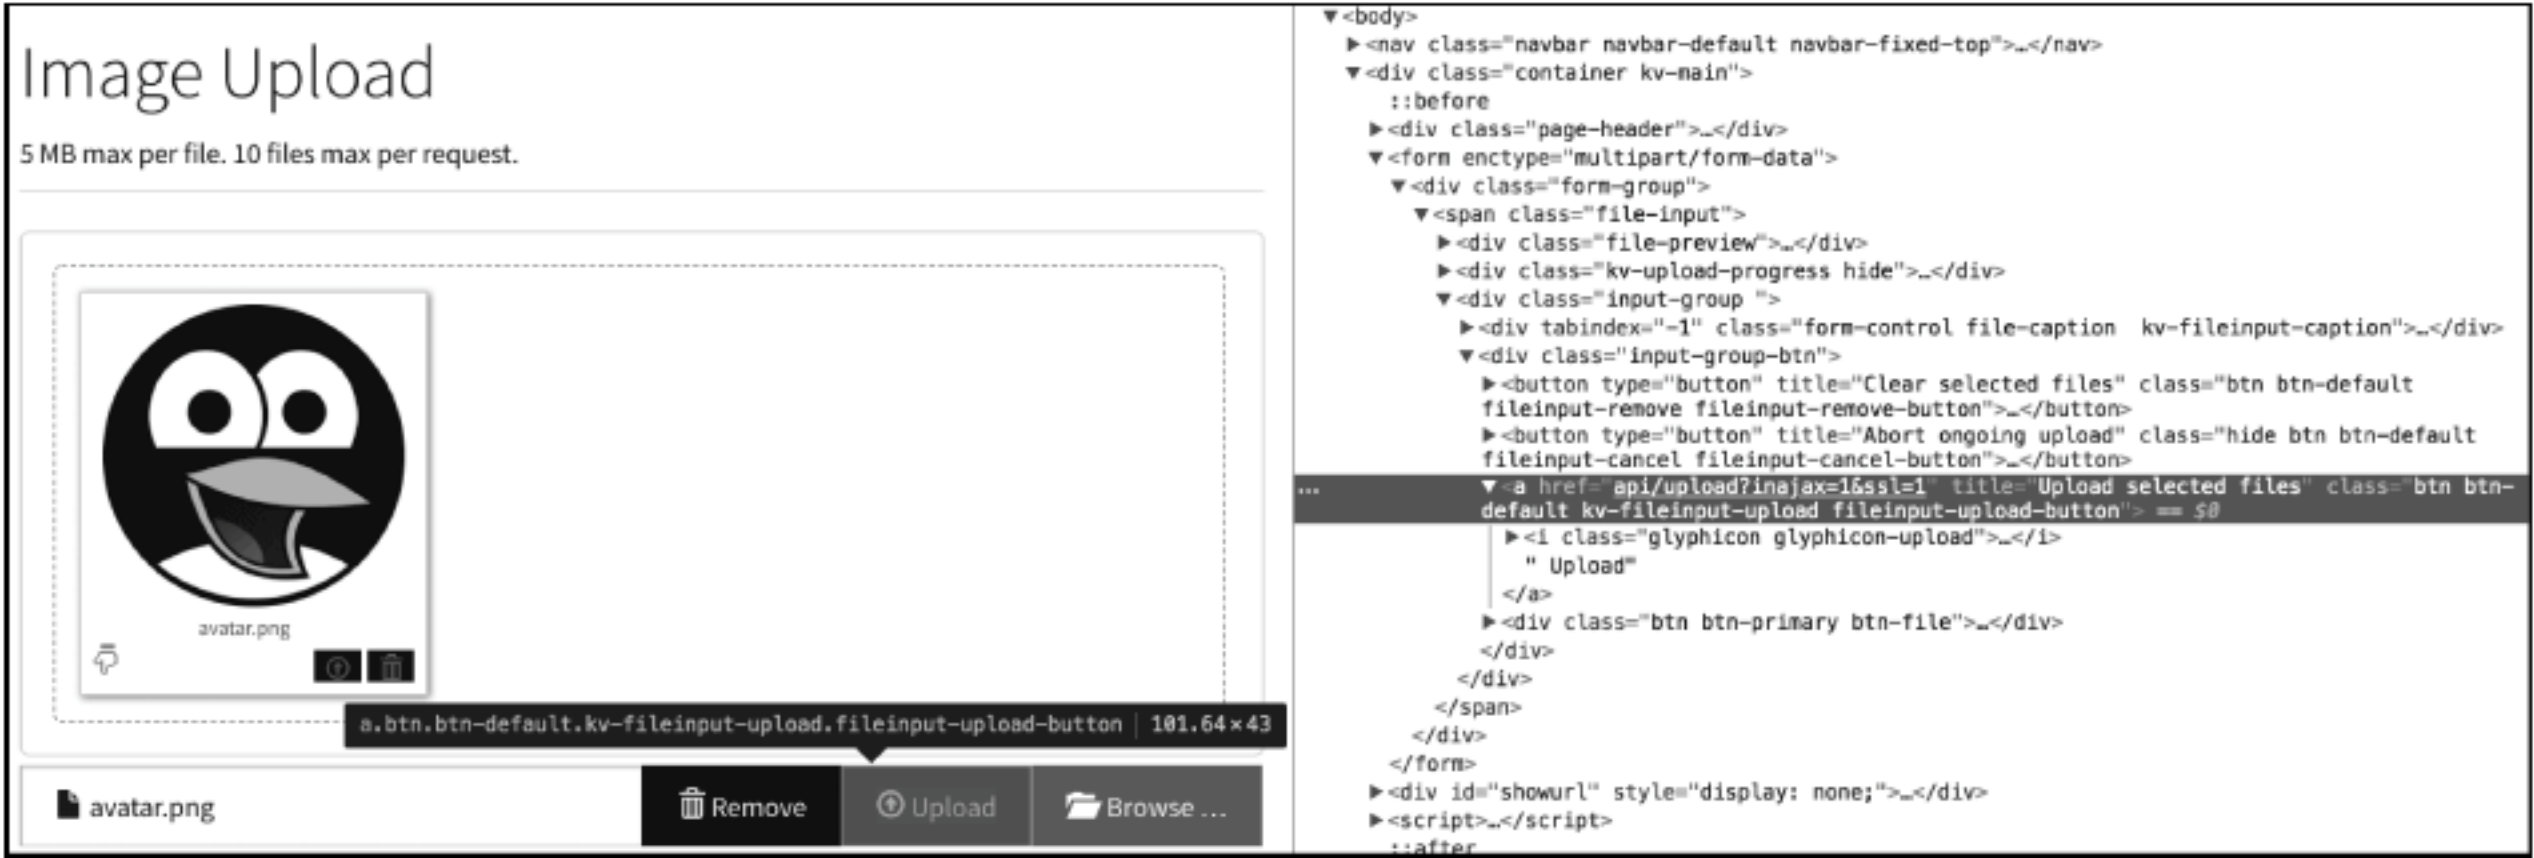 Image Upload
5 MB max per file. 10 files max per request.
avatar.png
a.btn.btn-default.kv-fileinput-upload.fileinput-upload-button | 101.64×43
avatar.png
Remove
Upload
Browse ...
▼<body>
▶<nav class="navbar navbar-default navbar-fixed-top">…</nav>
▼<div class="container kv-main">
::before
▶<div class="page-header">…</div>
▼<form enctype="multipart/form-data">
▼<div class="form-group">
▼<span class="file-input">
▶<div class="file-preview">…</div>
▶<div class="kv-upload-progress hide">…</div>
▼<div class="input-group ">
▶<div tabindex="-1" class="form-control file-caption  kv-fileinput-caption">…</div>
▼<div class="input-group-btn">
▶<button type="button" title="Clear selected files" class="btn btn-default
fileinput-remove fileinput-remove-button">…</button>
▶<button type="button" title="Abort ongoing upload" class="hide btn btn-default
fileinput-cancel fileinput-cancel-button">…</button>
… ▼<a href="api/upload?inajax=1&ssl=1" title="Upload selected files" class="btn btn-
default kv-fileinput-upload fileinput-upload-button"> == $0
▶<i class="glyphicon glyphicon-upload">…</i>
" Upload"
</a>
▶<div class="btn btn-primary btn-file">…</div>
</div>
</div>
</span>
</div>
</form>
▶<div id="showurl" style="display: none;">…</div>
▶<script>…</script>
::after